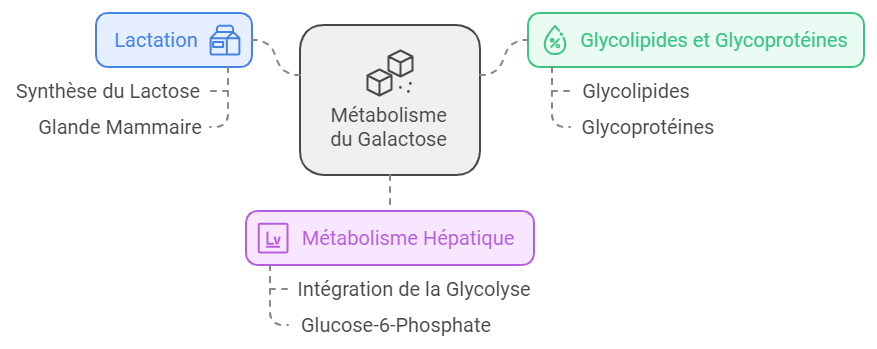 Lactation
Synthèse du Lactose
Glande Mammaire
Métabolisme
du Galactose
%
Glycolipides et Glycoprotéines
Glycolipides
Glycoprotéines
Lv
Métabolisme Hépatique
Intégration de la Glycolyse
Glucose-6-Phosphate